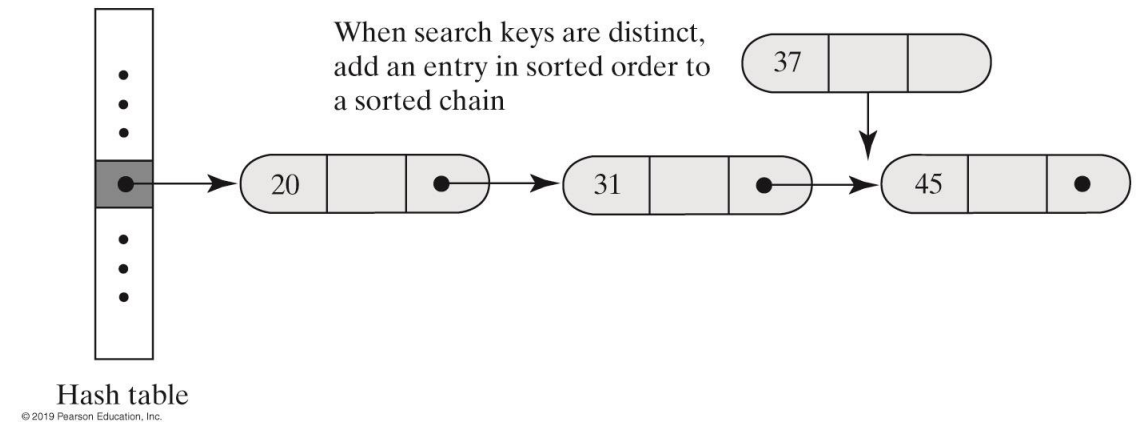 When search keys are distinct,
add an entry in sorted order to
a sorted chain
37
20
31
45
Hash table
© 2019 Pearson Education, Inc.